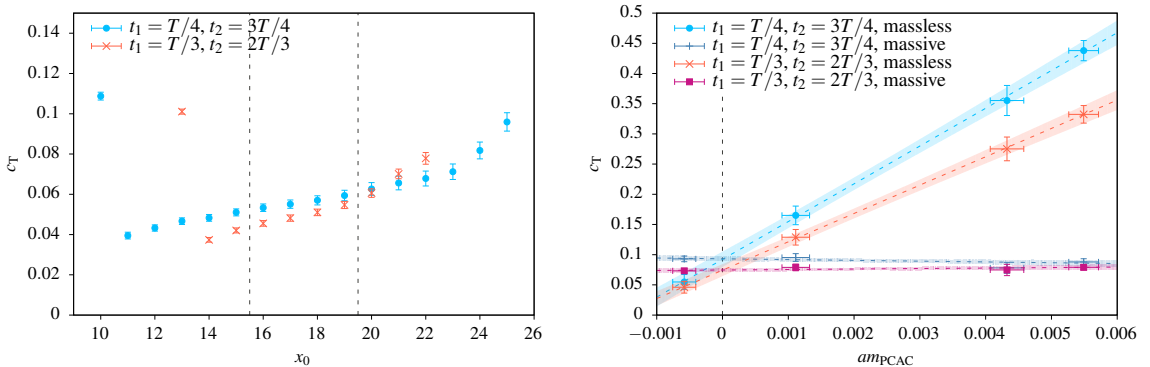 t₁ = T/4, t₂ = 3T/4
t₁ = T/3, t₂ = 2T/3
0.14
0.12
0.1
0.08
0.06
0.04
0.02
0
c_T
10 12 14 16 18 20 22 24 26
x₀
t₁ = T/4, t₂ = 3T/4, massless
t₁ = T/4, t₂ = 3T/4, massive
t₁ = T/3, t₂ = 2T/3, massless
t₁ = T/3, t₂ = 2T/3, massive
0.5
0.45
0.4
0.35
0.3
0.25
0.2
0.15
0.1
0.05
0
c_T
−0.001 0 0.001 0.002 0.003 0.004 0.005 0.006
am_PCAC